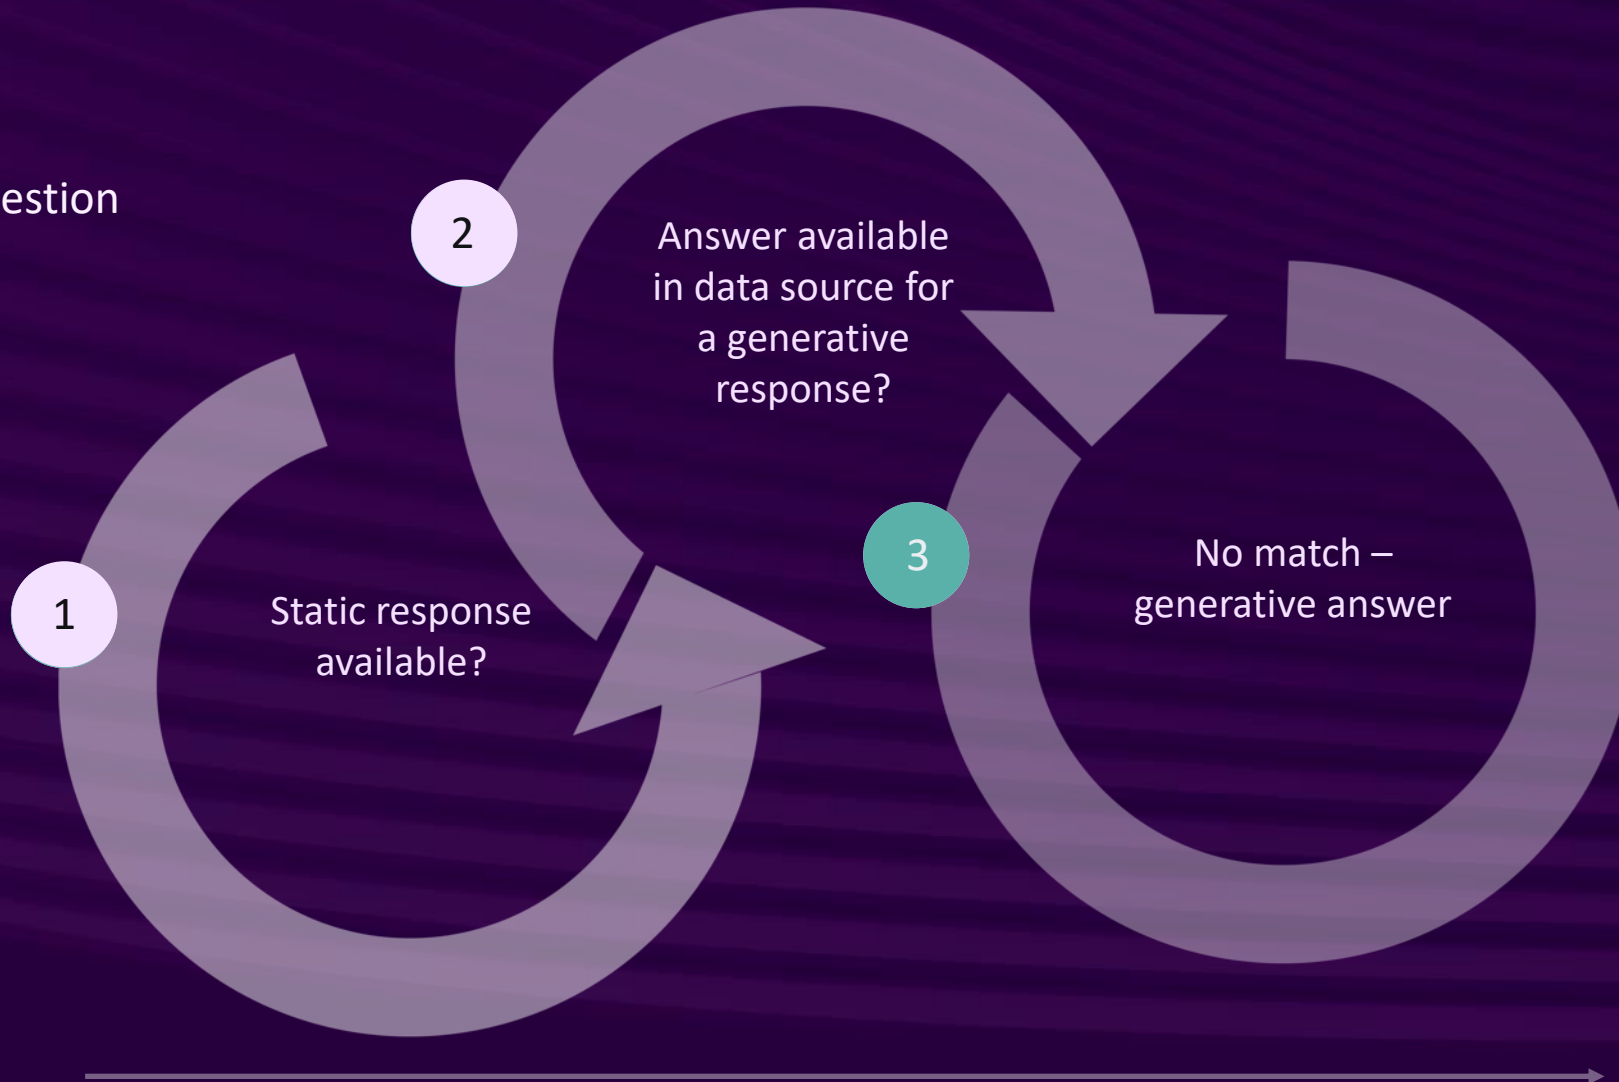 estion
2
Answer available
in data source for
a generative
response?
1
Static response
available?
3
No match –
generative answer